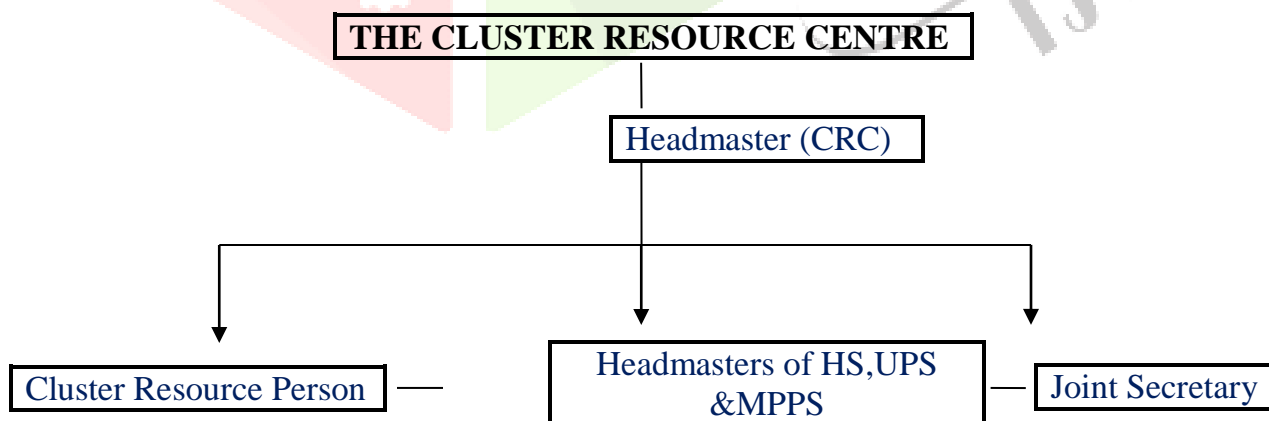 THE CLUSTER RESOURCE CENTRE
Headmaster (CRC)
Cluster Resource Person
Headmasters of HS,UPS
&MPPS
Joint Secretary